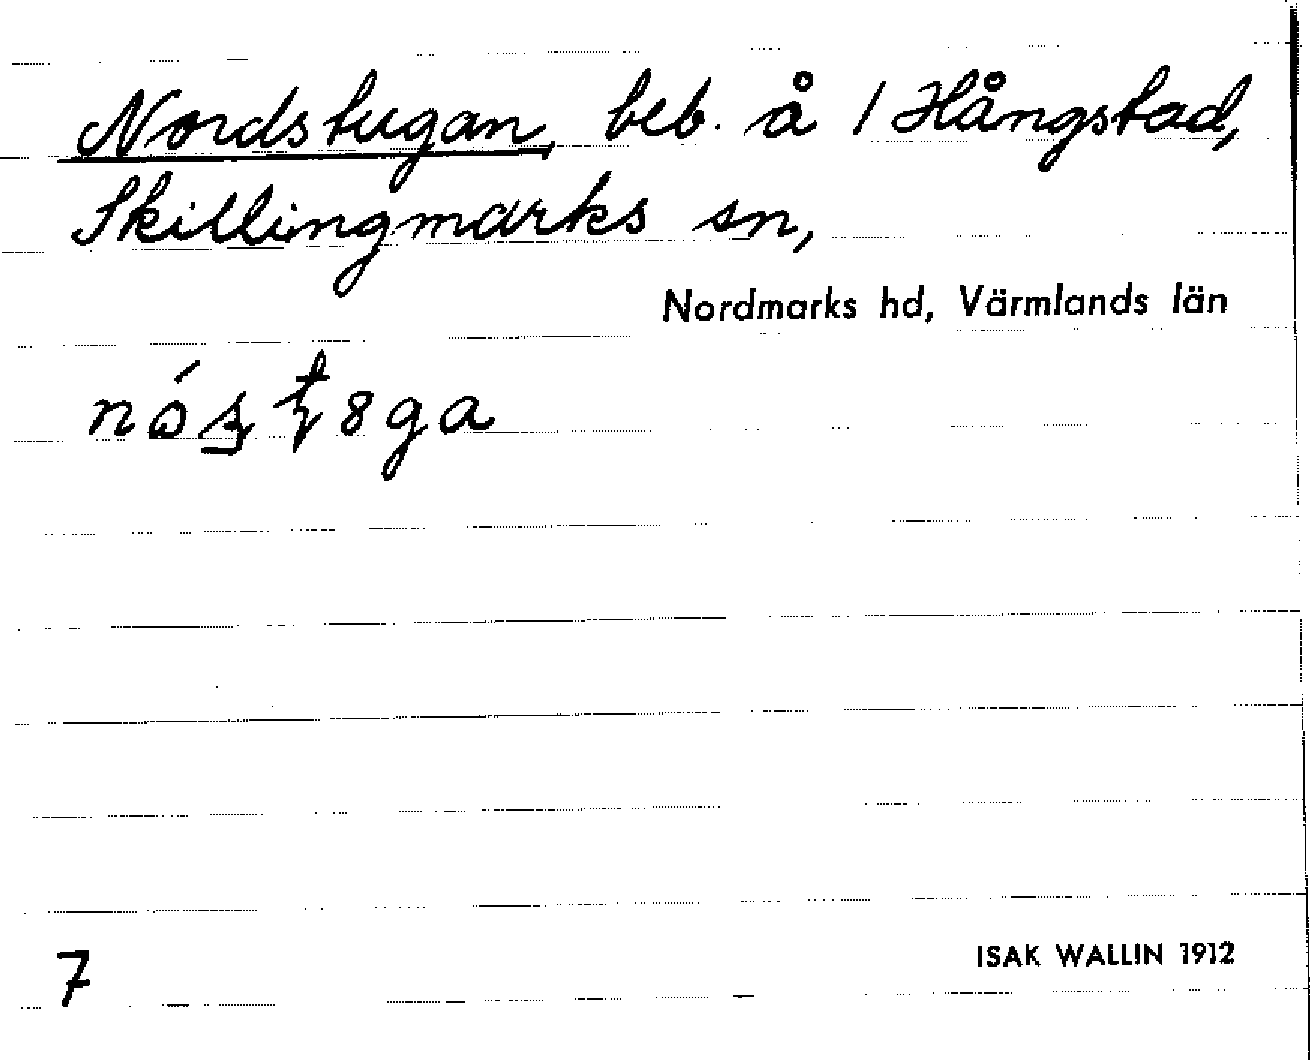 Nordstugan, beb. å 1 Hångstad,
Skillingmarks sn,
Nordmarks hd, Värmlands län
7
ISAK WALLIN 1912